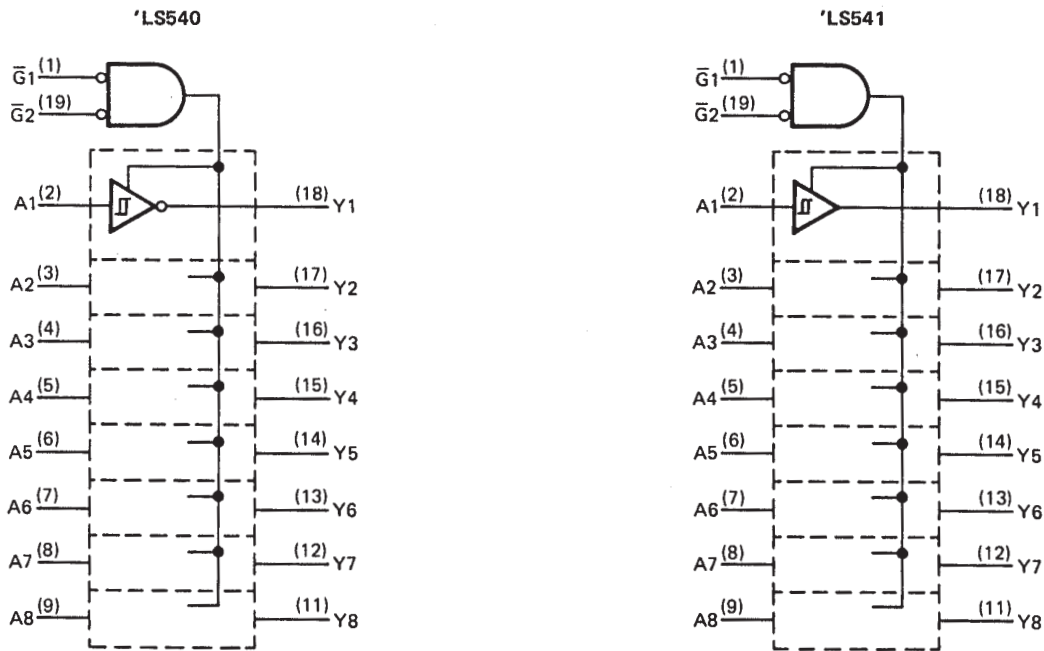 'LS540
G̅1 (1)
G̅2 (19)
A1 (2)
(18) Y1
A2 (3)
(17) Y2
A3 (4)
(16) Y3
A4 (5)
(15) Y4
A5 (6)
(14) Y5
A6 (7)
(13) Y6
A7 (8)
(12) Y7
A8 (9)
(11) Y8
'LS541
G̅1 (1)
G̅2 (19)
A1 (2)
(18) Y1
A2 (3)
(17) Y2
A3 (4)
(16) Y3
A4 (5)
(15) Y4
A5 (6)
(14) Y5
A6 (7)
(13) Y6
A7 (8)
(12) Y7
A8 (9)
(11) Y8